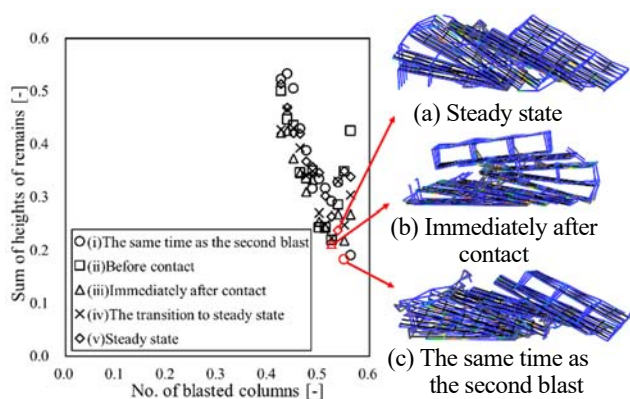 0.6
0.5
0.4
0.3
0.2
0.1
0.0
Sum of heights of remains [-]
(i)The same time as the second blast
(ii)Before contact
(iii)Immediately after contact
(iv)The transition to steady state
(v)Steady state
0.0 0.1 0.2 0.3 0.4 0.5 0.6
No. of blasted columns [-]
(a) Steady state
(b) Immediately after
contact
(c) The same time as
the second blast